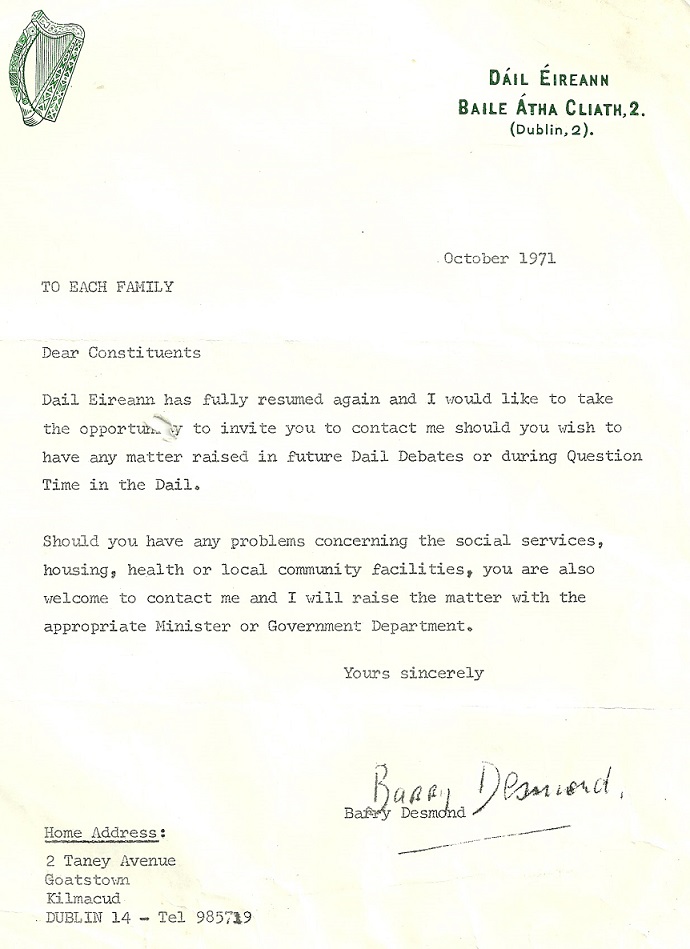 DÁIL ÉIREANN
BAILE ÁTHA CLIATH, 2.
(Dublin, 2).
October 1971
TO EACH FAMILY
Dear Constituents
Dail Eireann has fully resumed again and I would like to take
the to invite you to contact me should you wish to
have any matter raised in future Dail Debates or during Question
Time in the Dail.
Should you have any problems concerning the social services,
housing, health or local community facilities, you are also
welcome to contact me and I will raise the matter with the
appropriate Minister or Government Department.
Yours sincerely
Barry Desmond.
Barry Desmond
Home Address:
2 Taney Avenue
Goatstown
Kilmacud
DUBLIN 14 - Tel